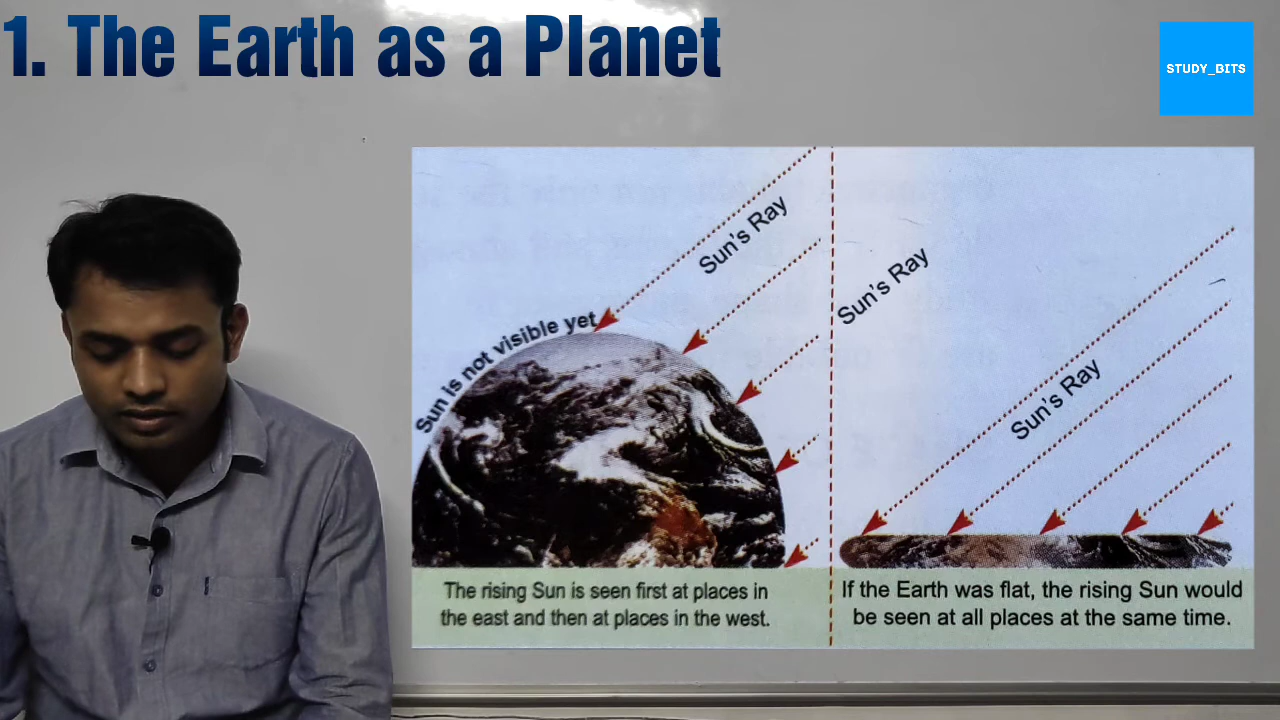 1. The Earth as a Planet
STUDY_BITS
Sun's Ray
Sun is not visible yet
The rising Sun is seen first at places in
the east and then at places in the west.
Sun's Ray
Sun's Ray
If the Earth was flat, the rising Sun would
be seen at all places at the same time.